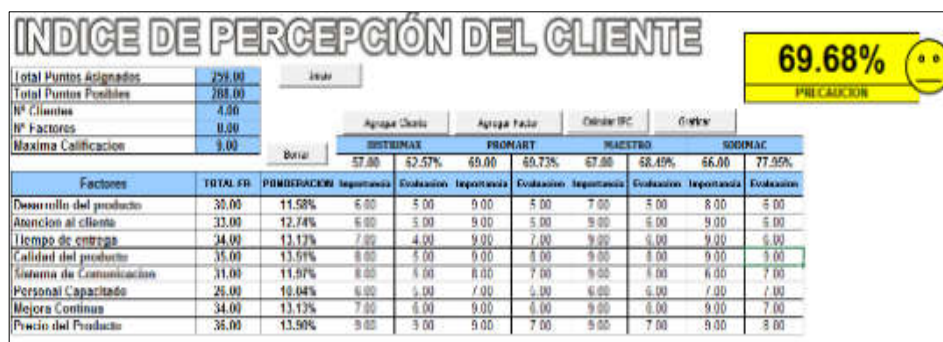 INDICE DE PERCEPCIÓN DEL CLIENTE
69.68%
PRECAUCION
Total Puntos Asignados 259.00
Total Puntos Posibles 288.00
Nº Clientes 4.00
Nº Factores 8.00
Maxima Calificacion 9.00
Borrar
Agregar Cliente Agregar Factor Calcular IPC Graficar
DISTRIMAX PROMART MAESTRO SODIMAC
57.00 62.57% 69.00 69.73% 67.00 68.49% 66.00 77.95%
Factores TOTAL FR PONDERACION Importancia Evaluacion Importancia Evaluacion Importancia Evaluacion Importancia Evaluacion
Desarrollo del producto 30.00 11.58% 6.00 5.00 9.00 5.00 7.00 5.00 8.00 6.00
Atencion al cliente 33.00 12.74% 6.00 5.00 9.00 5.00 9.00 6.00 9.00 6.00
Tiempo de entrega 34.00 13.13% 7.00 4.00 9.00 7.00 9.00 6.00 9.00 6.00
Calidad del producto 35.00 13.51% 8.00 5.00 9.00 8.00 9.00 8.00 9.00 9.00
Sistema de Comunicacion 31.00 11.97% 8.00 5.00 8.00 7.00 9.00 5.00 6.00 7.00
Personal Capacitado 26.00 10.04% 6.00 5.00 7.00 5.00 6.00 6.00 7.00 7.00
Mejora Continua 34.00 13.13% 7.00 6.00 9.00 6.00 9.00 6.00 9.00 7.00
Precio del Producto 36.00 13.90% 9.00 9.00 7.00 9.00 7.00 9.00 8.00